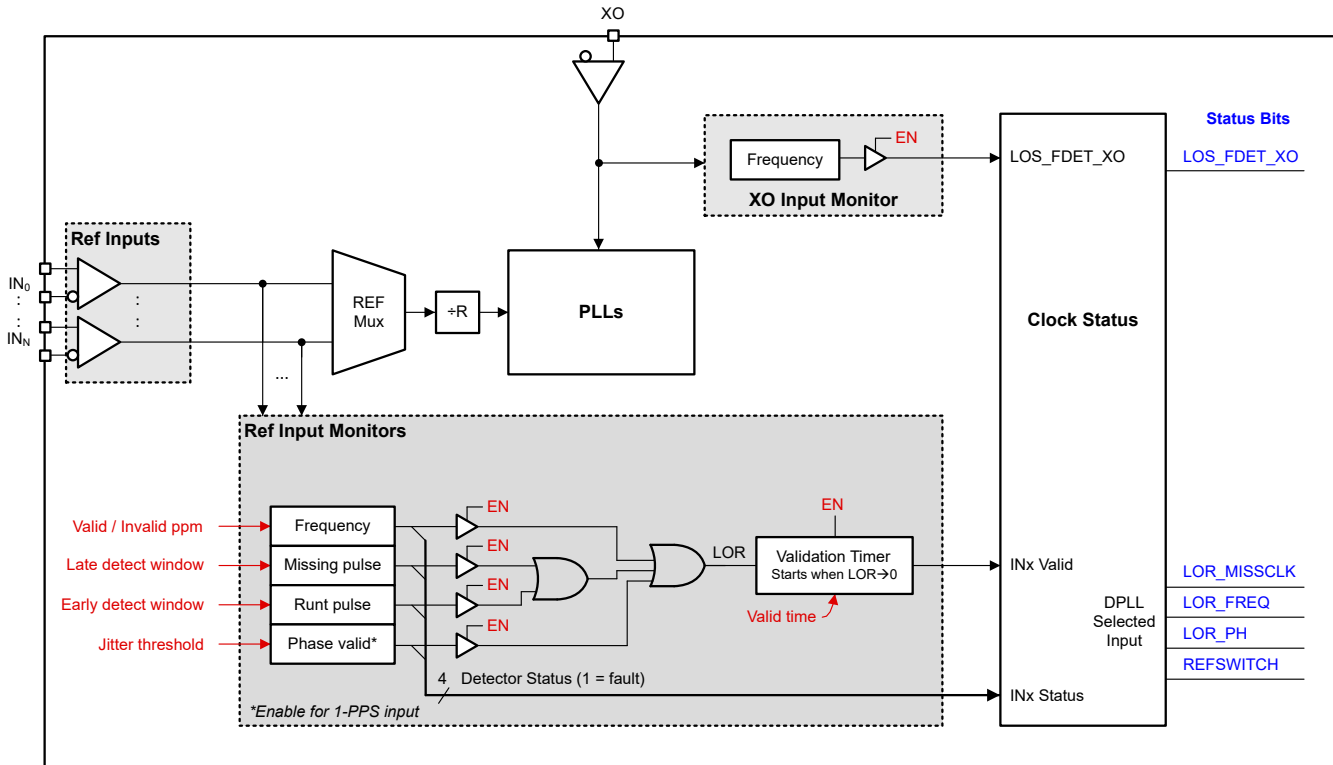 XO
Status Bits
EN
Frequency
LOS_FDET_XO
LOS_FDET_XO
XO Input Monitor
Ref Inputs
IN₀
:
:
:
:
:
:
IN_N
REF
Mux
÷R
PLLs
Clock Status
...
Ref Input Monitors
EN
EN
Valid / Invalid ppm
Frequency
EN
LOR
Validation Timer
Starts when LOR→0
Late detect window
Missing pulse
INx Valid
EN
LOR_MISSCLK
Early detect window
Runt pulse
Valid time
DPLL
Selected
Input
LOR_FREQ
EN
LOR_PH
Jitter threshold
Phase valid*
REFSWITCH
4
Detector Status (1 = fault)
INx Status
*Enable for 1-PPS input